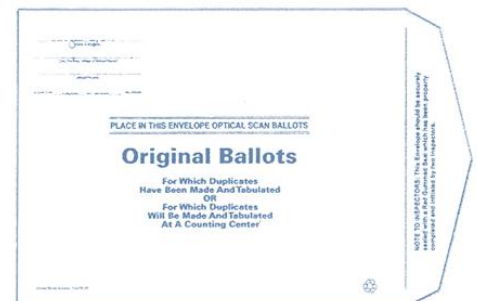 PLACE IN THIS ENVELOPE OPTICAL SCAN BALLOTS
Original Ballots
For Which Duplicates
Have Been Made And Tabulated
OR
For Which Duplicates
Will Be Made And Tabulated
At A Counting Center
NOTE TO INSPECTORS: This Envelope should be securely
sealed with a Red Gummed Seal which has been properly
completed and initialed by two Inspectors.